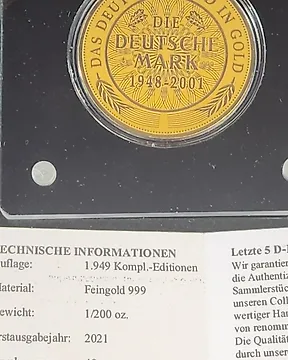 DAS DEU IN GOLD
DIE
DEUTSCHE
MARK
1948-2001
ECHNISCHE INFORMATIONEN
uflage: 1.949 Kompl.-Editionen
aterial: Feingold 999
ewicht: 1/200 oz.
rstausgabejahr: 2021
Letzte 5 D-
Wir garantier
die Authentiz
Sammlerstüc
unseren Coll
wertiger Han
von renomm
Die Qualität
durch unser